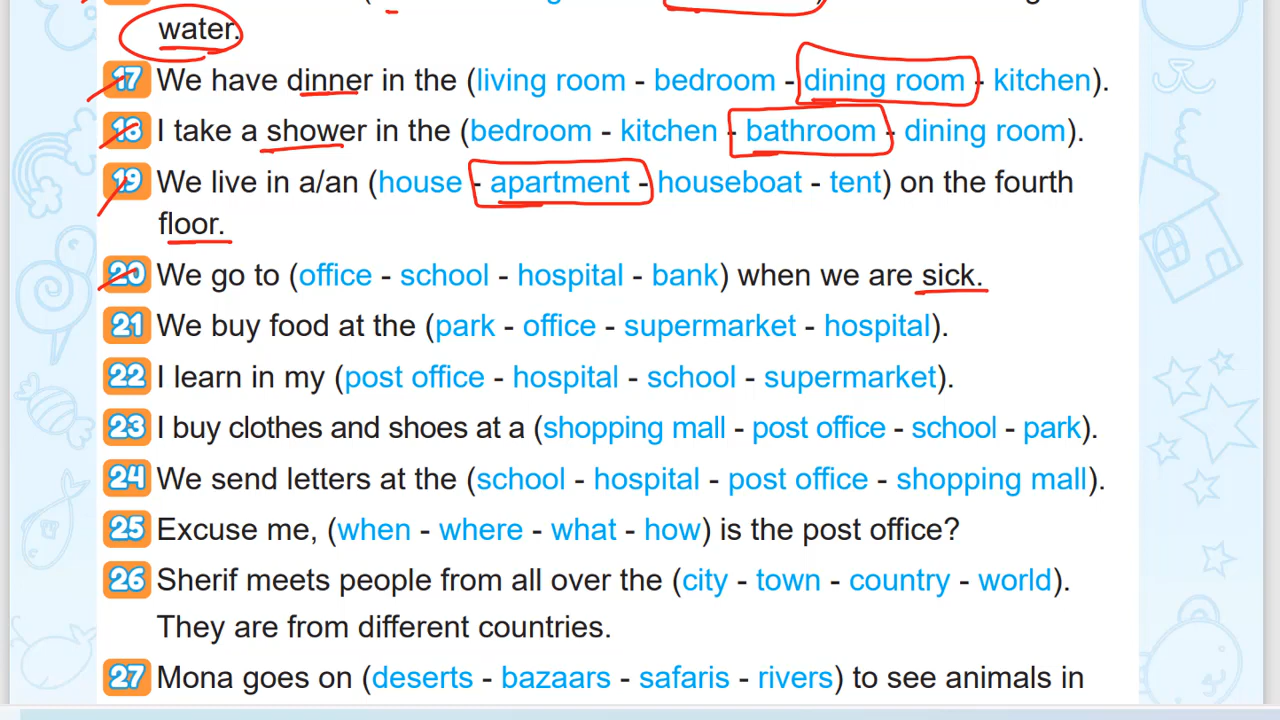 water.
17 We have dinner in the (living room - bedroom - dining room - kitchen).
18 I take a shower in the (bedroom - kitchen - bathroom - dining room).
19 We live in a/an (house - apartment - houseboat - tent) on the fourth
floor.
20 We go to (office - school - hospital - bank) when we are sick.
21 We buy food at the (park - office - supermarket - hospital).
22 I learn in my (post office - hospital - school - supermarket).
23 I buy clothes and shoes at a (shopping mall - post office - school - park).
24 We send letters at the (school - hospital - post office - shopping mall).
25 Excuse me, (when - where - what - how) is the post office?
26 Sherif meets people from all over the (city - town - country - world).
They are from different countries.
27 Mona goes on (deserts - bazaars - safaris - rivers) to see animals in